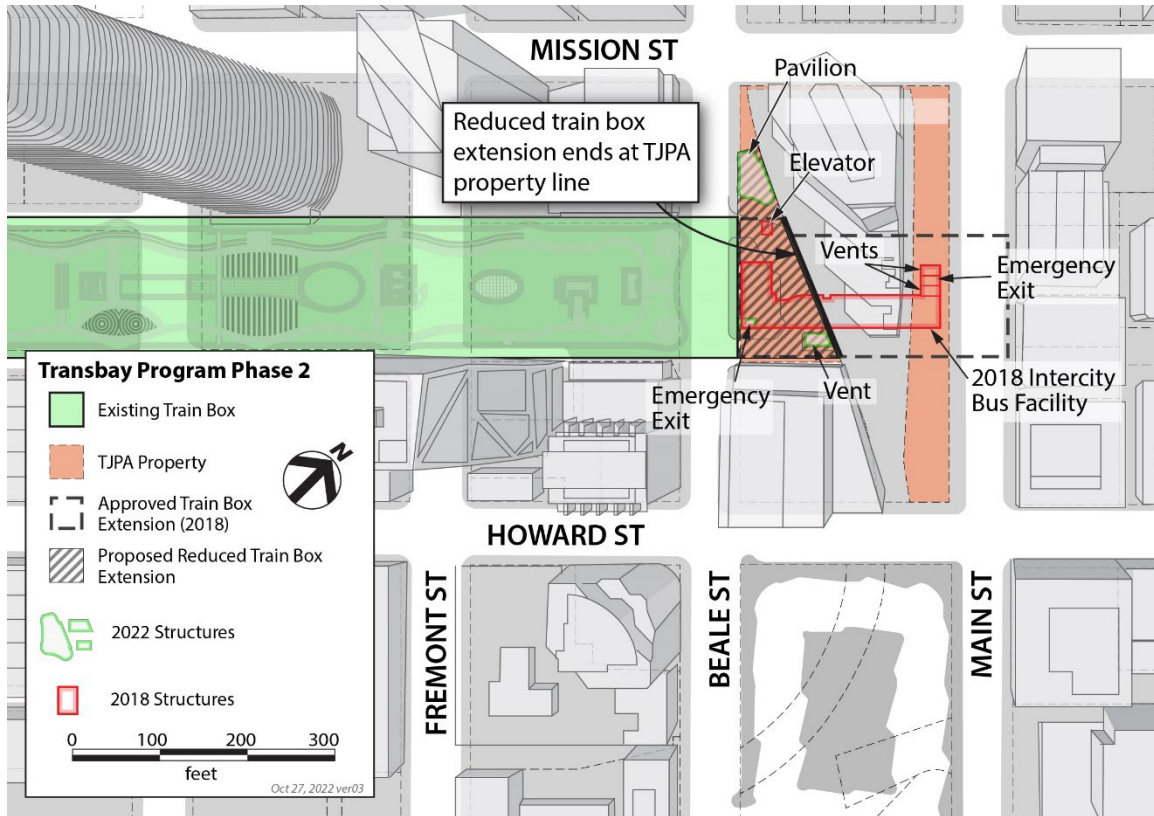 MISSION ST
Pavilion
Reduced train box
extension ends at TJPA
property line
Elevator
Vents
Emergency
Exit
Emergency
Exit
Vent
2018 Intercity
Bus Facility
Transbay Program Phase 2
Existing Train Box
TJPA Property
N
Approved Train Box
Extension (2018)
Proposed Reduced Train Box
Extension
2022 Structures
2018 Structures
0 100 200 300
feet
Oct 27, 2022 ver03
HOWARD ST
FREMONT ST
BEALE ST
MAIN ST